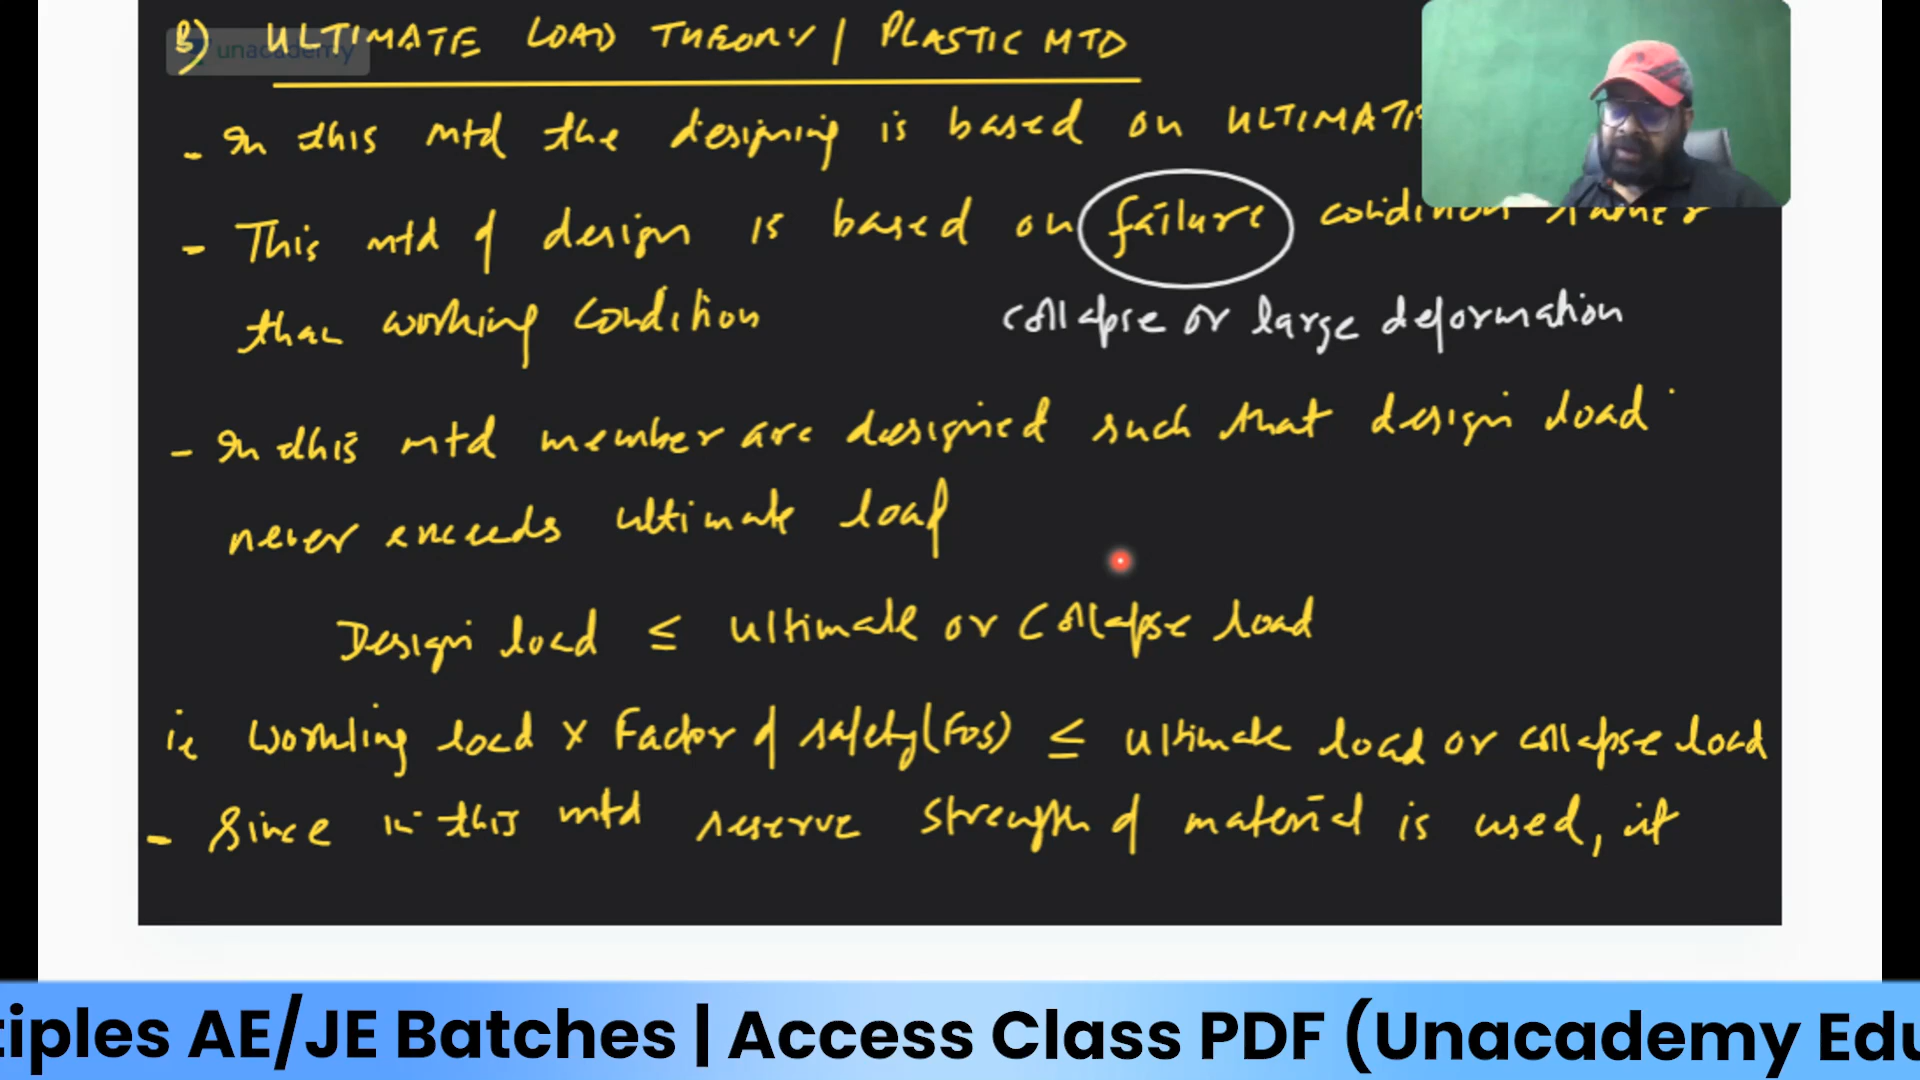 B) ULTIMATE LOAD THEORY / PLASTIC MTD
unacademy
- In this mtd the designing is based on ULTIMATE
- This mtd of design is based on failure condition rather
than working condition
collapse or large deformation
- In this mtd member are designed such that design load
never exceeds ultimate load
Design load ≤ ultimate or collapse load
ie working load x Factor of safety (FOS) ≤ ultimate load or collapse load
- Since in this mtd reserve strength of material is used, it
tiples AE/JE Batches | Access Class PDF (Unacademy Edu